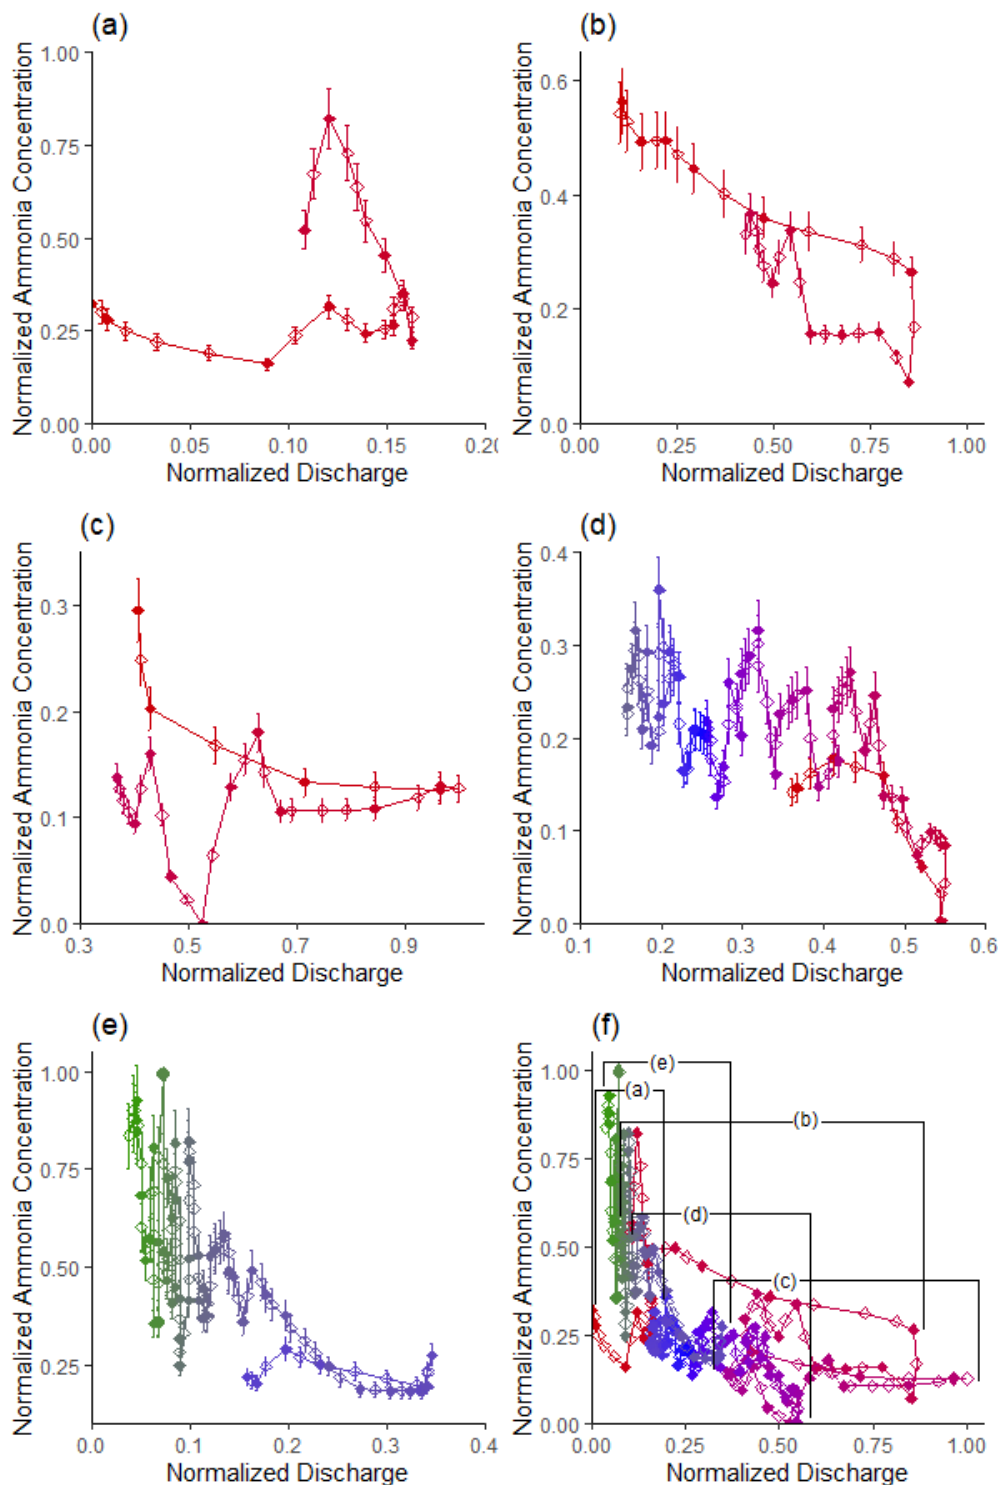 (a)
Normalized Ammonia Concentration
1.00
0.75
0.50
0.25
0.00
0.00 0.05 0.10 0.15 0.20
Normalized Discharge
(b)
Normalized Ammonia Concentration
0.6
0.4
0.2
0.0
0.00 0.25 0.50 0.75 1.00
Normalized Discharge
(c)
Normalized Ammonia Concentration
0.3
0.2
0.1
0.0
0.3 0.5 0.7 0.9
Normalized Discharge
(d)
Normalized Ammonia Concentration
0.4
0.3
0.2
0.1
0.0
0.1 0.2 0.3 0.4 0.5 0.6
Normalized Discharge
(e)
Normalized Ammonia Concentration
1.00
0.75
0.50
0.25
0.0 0.1 0.2 0.3 0.4
Normalized Discharge
(f)
Normalized Ammonia Concentration
1.00
0.75
0.50
0.25
0.00
(e)
(a)
(b)
(d)
(c)
0.00 0.25 0.50 0.75 1.00
Normalized Discharge